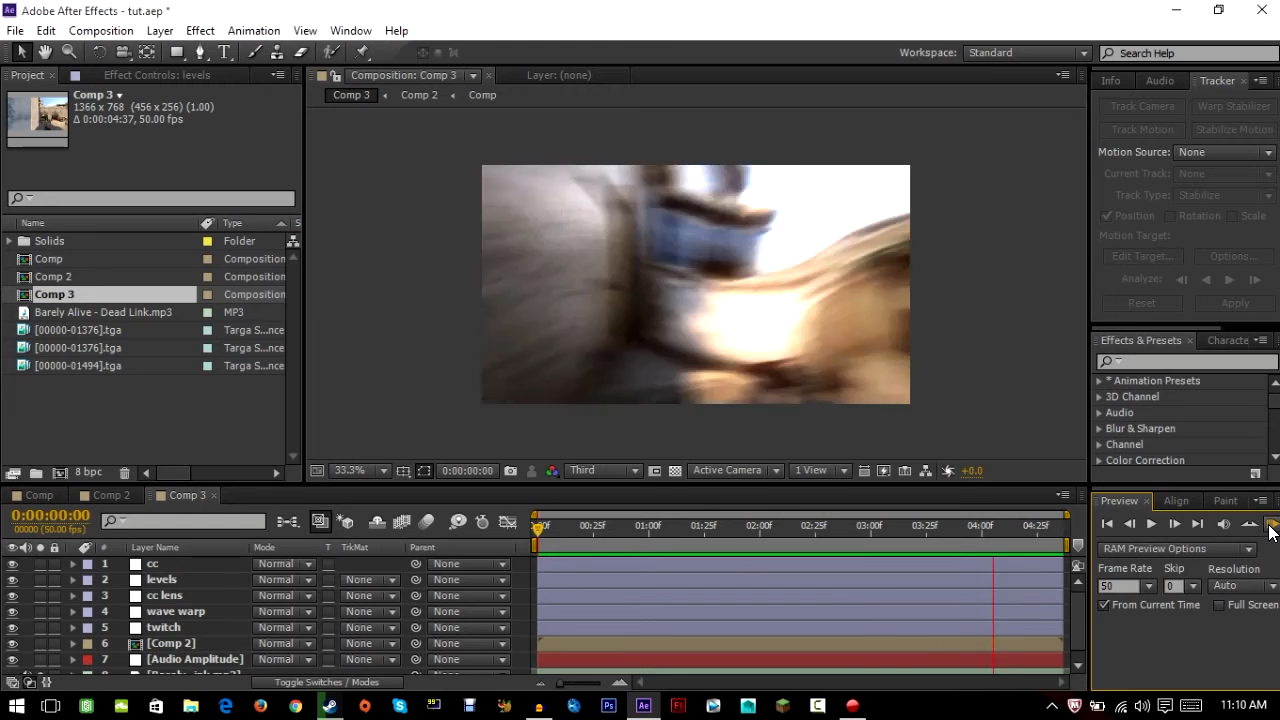 Adobe After Effects - tut.aep *
File Edit Composition Layer Effect Animation View Window Help
Workspace: Standard Search Help
Project Effect Controls: levels
Composition: Comp 3 Layer: (none)
Info Audio Tracker
Comp 3
1366 x 768 (456 x 256) (1.00)
Δ 0:00:04:37, 50.00 fps
Comp 3 Comp 2 Comp
Track Camera Warp Stabilizer
Track Motion Stabilize Motion
Motion Source: None
Current Track: None
Track Type: Stabilize
Position Rotation Scale
Motion Target:
Edit Target... Options...
Analyze:
Reset Apply
Name Type S
Solids Folder
Comp Composition
Comp 2 Composition
Comp 3 Composition
Barely Alive - Dead Link.mp3 MP3
[00000-01376].tga Targa S...nce
[00000-01376].tga Targa S...nce
[00000-01494].tga Targa S...nce
8 bpc
33.3% 0:00:00:00 Third Active Camera 1 View +0.0
Effects & Presets Characte
* Animation Presets
3D Channel
Audio
Blur & Sharpen
Channel
Color Correction
Comp Comp 2 Comp 3
0:00:00:00
00000 (50.00 fps)
:00f 00:25f 01:00f 01:25f 02:00f 02:25f 03:00f 03:25f 04:00f 04:25f
# Layer Name Mode T TrkMat Parent
1 cc Normal None
2 levels Normal None None
3 cc lens Normal None None
4 wave warp Normal None None
5 twitch Normal None None
6 [Comp 2] Normal None None
7 [Audio Amplitude] Normal None None
Toggle Switches / Modes
Preview Align Paint
RAM Preview Options
Frame Rate Skip Resolution
50 0 Auto
From Current Time Full Screen
11:10 AM